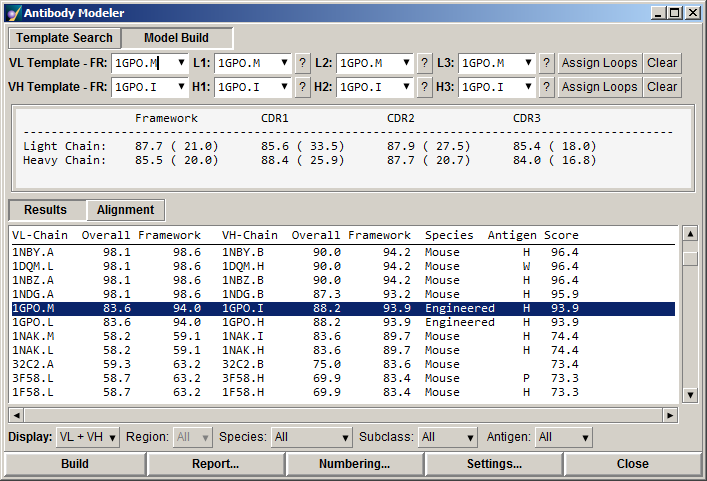 Antibody Modeler
Template Search Model Build
VL Template - FR: 1GPO.M L1: 1GPO.M ? L2: 1GPO.M ? L3: 1GPO.M ? Assign Loops Clear
VH Template - FR: 1GPO.I H1: 1GPO.I ? H2: 1GPO.I ? H3: 1GPO.I ? Assign Loops Clear
Framework CDR1 CDR2 CDR3
Light Chain: 87.7 ( 21.0) 85.6 ( 33.5) 87.9 ( 27.5) 85.4 ( 18.0)
Heavy Chain: 85.5 ( 20.0) 88.4 ( 25.9) 87.7 ( 20.7) 84.0 ( 16.8)
Results Alignment
VL-Chain Overall Framework VH-Chain Overall Framework Species Antigen Score
1NBY.A 98.1 98.6 1NBY.B 90.0 94.2 Mouse H 96.4
1DQM.L 98.1 98.6 1DQM.H 90.0 94.2 Mouse W 96.4
1NBZ.A 98.1 98.6 1NBZ.B 90.0 94.2 Mouse H 96.4
1NDG.A 98.1 98.6 1NDG.B 87.3 93.2 Mouse H 95.9
1GPO.M 83.6 94.0 1GPO.I 88.2 93.9 Engineered H 93.9
1GPO.L 83.6 94.0 1GPO.H 88.2 93.9 Engineered H 93.9
1NAK.M 58.2 59.1 1NAK.I 83.6 89.7 Mouse H 74.4
1NAK.L 58.2 59.1 1NAK.H 83.6 89.7 Mouse H 74.4
32C2.A 59.3 63.2 32C2.B 75.0 83.6 Mouse 73.4
3F58.L 58.7 63.2 3F58.H 69.9 83.4 Mouse P 73.3
1F58.L 58.7 63.2 1F58.H 69.9 83.4 Mouse H 73.3
Display: VL + VH Region: All Species: All Subclass: All Antigen: All
Build Report... Numbering... Settings... Close